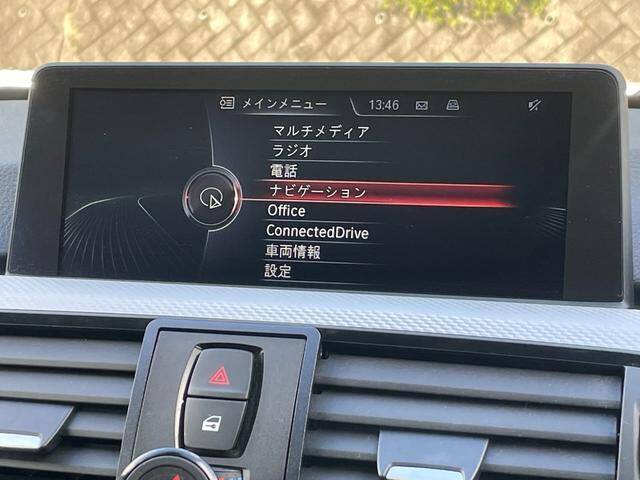 メインメニュー 13:46
マルチメディア
ラジオ
電話
ナビゲーション
Office
ConnectedDrive
車両情報
設定